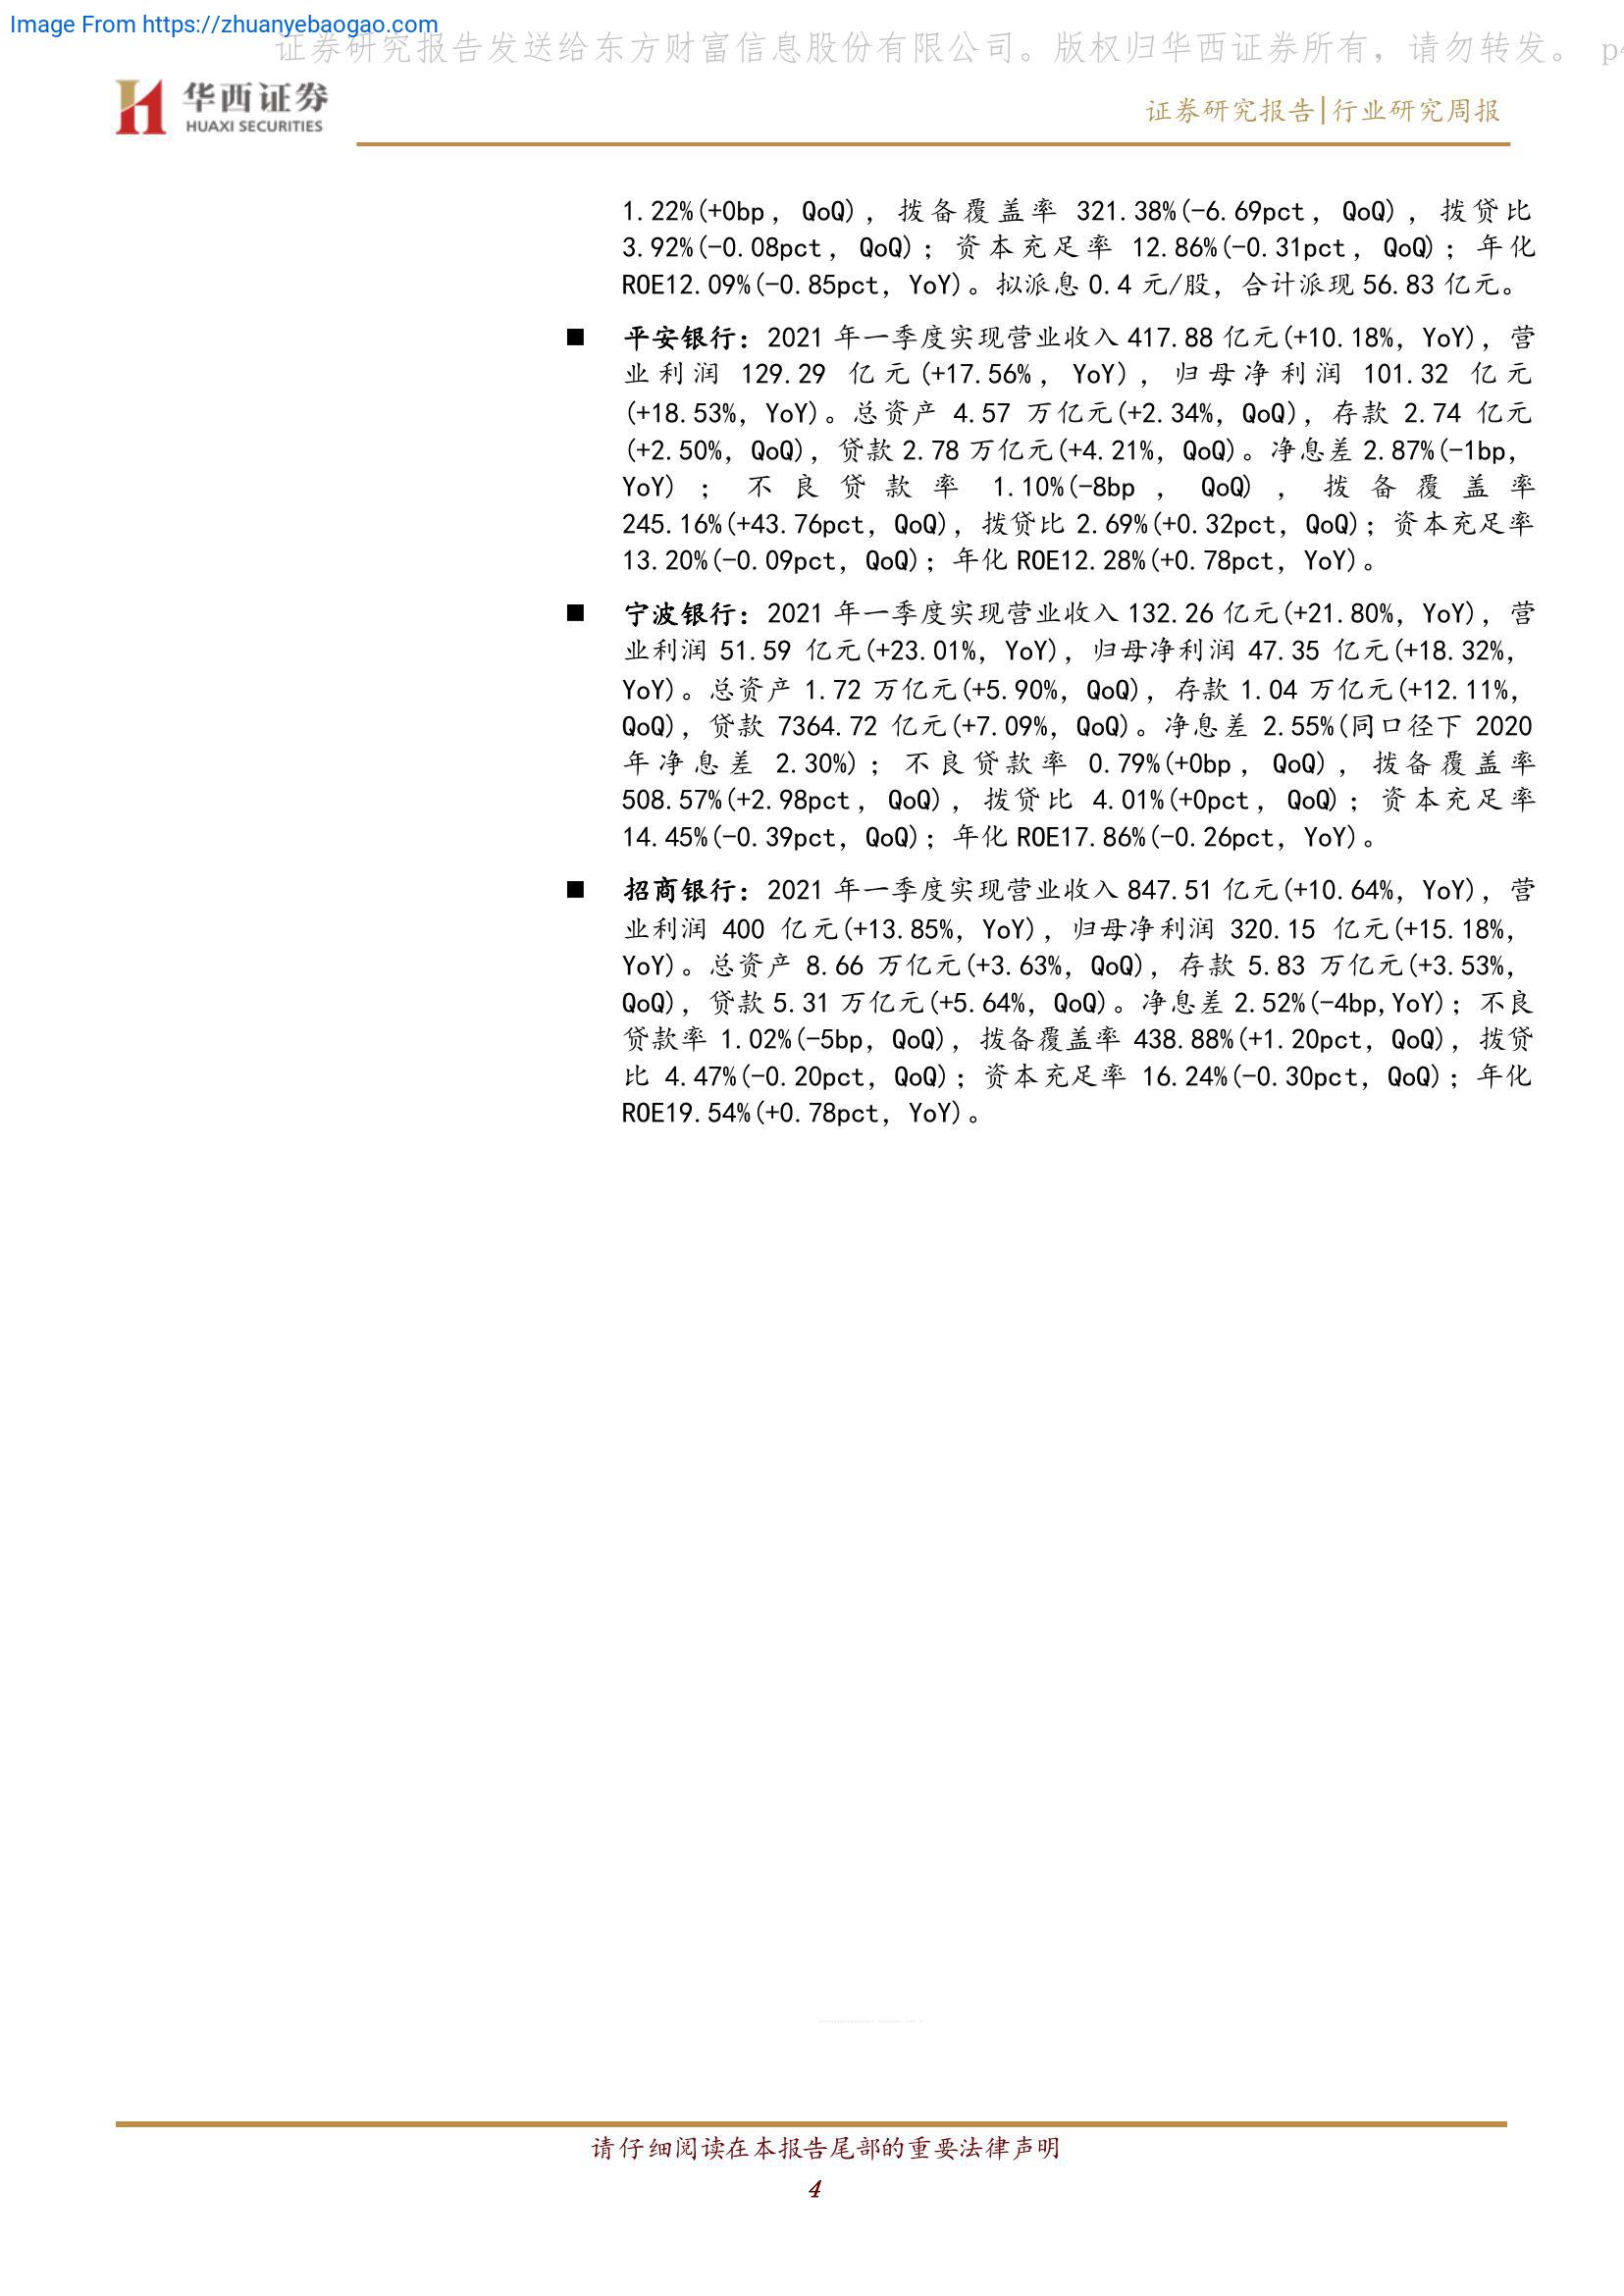 Image From https://zhuanyebaogao.com
证券研究报告发送给东方财富信息股份有限公司。版权归华西证券所有，请勿转发。 p4
华西证券
HUAXI SECURITIES
证券研究报告|行业研究周报
1.22%(+0bp, QoQ)，拨备覆盖率 321.38%(-6.69pct, QoQ)，拨贷比
3.92%(-0.08pct, QoQ)；资本充足率 12.86%(-0.31pct, QoQ)；年化
ROE12.09%(-0.85pct, YoY)。拟派息 0.4 元/股，合计派现 56.83 亿元。
■ 平安银行：2021 年一季度实现营业收入 417.88 亿元(+10.18%, YoY)，营
业利润 129.29 亿元(+17.56%, YoY)，归母净利润 101.32 亿元
(+18.53%, YoY)。总资产 4.57 万亿元(+2.34%, QoQ)，存款 2.74 亿元
(+2.50%, QoQ)，贷款 2.78 万亿元(+4.21%, QoQ)。净息差 2.87%(-1bp,
YoY)；不良贷款率 1.10%(-8bp, QoQ)，拨备覆盖率
245.16%(+43.76pct, QoQ)，拨贷比 2.69%(+0.32pct, QoQ)；资本充足率
13.20%(-0.09pct, QoQ)；年化 ROE12.28%(+0.78pct, YoY)。
■ 宁波银行：2021 年一季度实现营业收入 132.26 亿元(+21.80%, YoY)，营
业利润 51.59 亿元(+23.01%, YoY)，归母净利润 47.35 亿元(+18.32%,
YoY)。总资产 1.72 万亿元(+5.90%, QoQ)，存款 1.04 万亿元(+12.11%,
QoQ)，贷款 7364.72 亿元(+7.09%, QoQ)。净息差 2.55%(同口径下 2020
年净息差 2.30%)；不良贷款率 0.79%(+0bp, QoQ)，拨备覆盖率
508.57%(+2.98pct, QoQ)，拨贷比 4.01%(+0pct, QoQ)；资本充足率
14.45%(-0.39pct, QoQ)；年化 ROE17.86%(-0.26pct, YoY)。
■ 招商银行：2021 年一季度实现营业收入 847.51 亿元(+10.64%, YoY)，营
业利润 400 亿元(+13.85%, YoY)，归母净利润 320.15 亿元(+15.18%,
YoY)。总资产 8.66 万亿元(+3.63%, QoQ)，存款 5.83 万亿元(+3.53%,
QoQ)，贷款 5.31 万亿元(+5.64%, QoQ)。净息差 2.52%(-4bp,YoY)；不良
贷款率 1.02%(-5bp, QoQ)，拨备覆盖率 438.88%(+1.20pct, QoQ)，拨贷
比 4.47%(-0.20pct, QoQ)；资本充足率 16.24%(-0.30pct, QoQ)；年化
ROE19.54%(+0.78pct, YoY)。
请仔细阅读在本报告尾部的重要法律声明
4